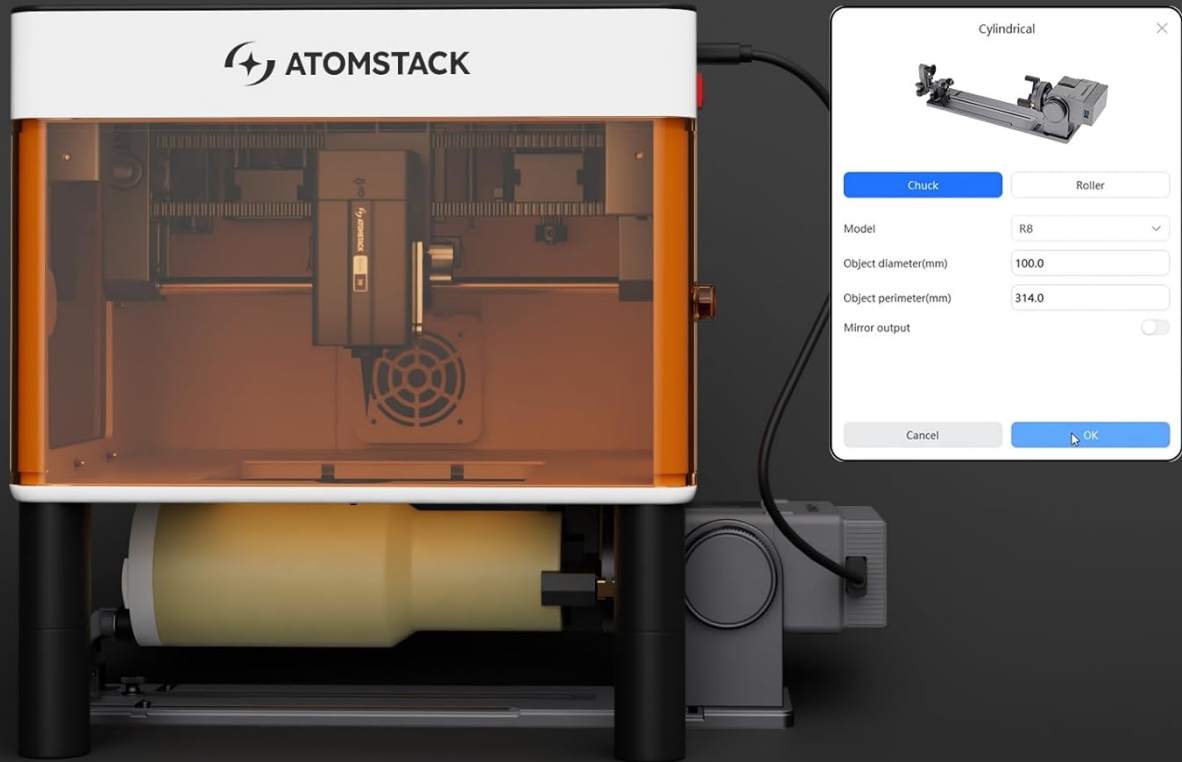 ATOMSTACK
ATOMSTACK
Cylindrical
Chuck
Roller
Model
R8
Object diameter(mm)
100.0
Object perimeter(mm)
314.0
Mirror output
Cancel
OK